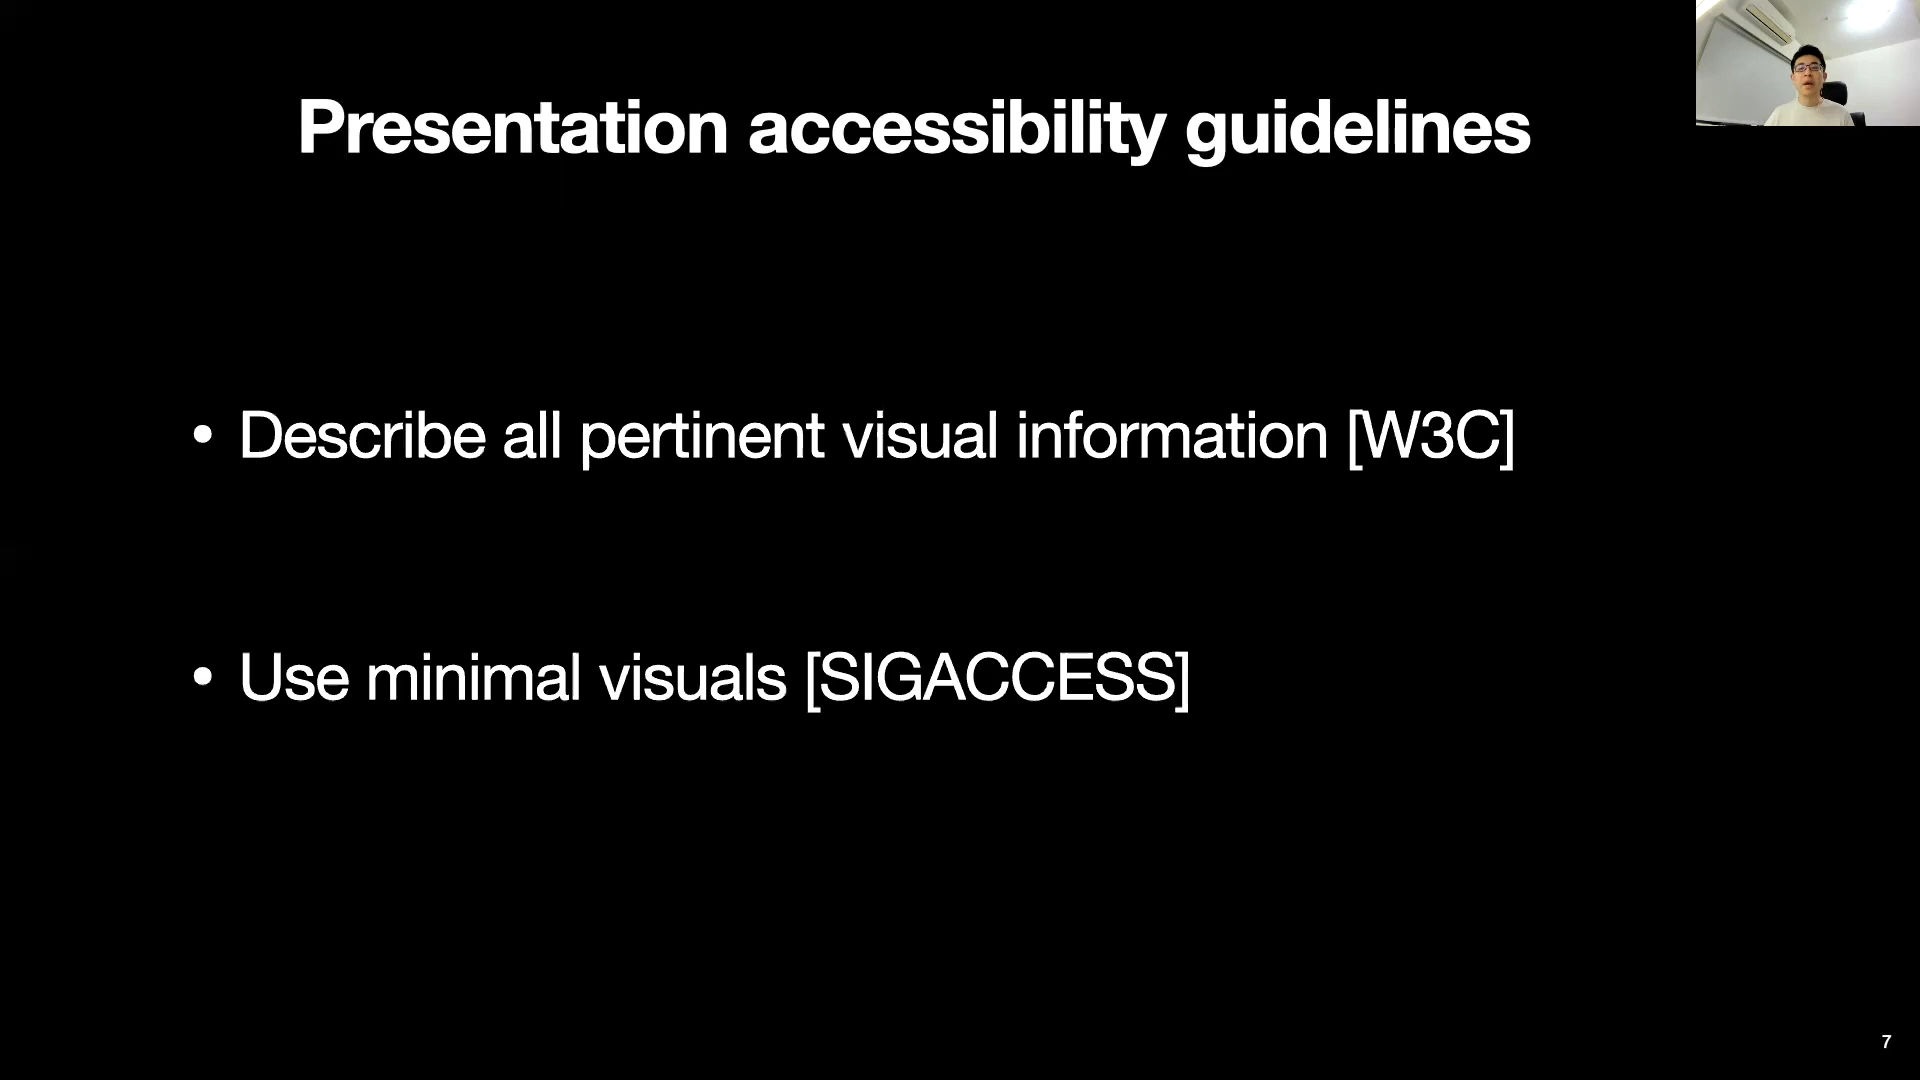 Presentation accessibility guidelines
• Describe all pertinent visual information [W3C]
• Use minimal visuals [SIGACCESS]
7